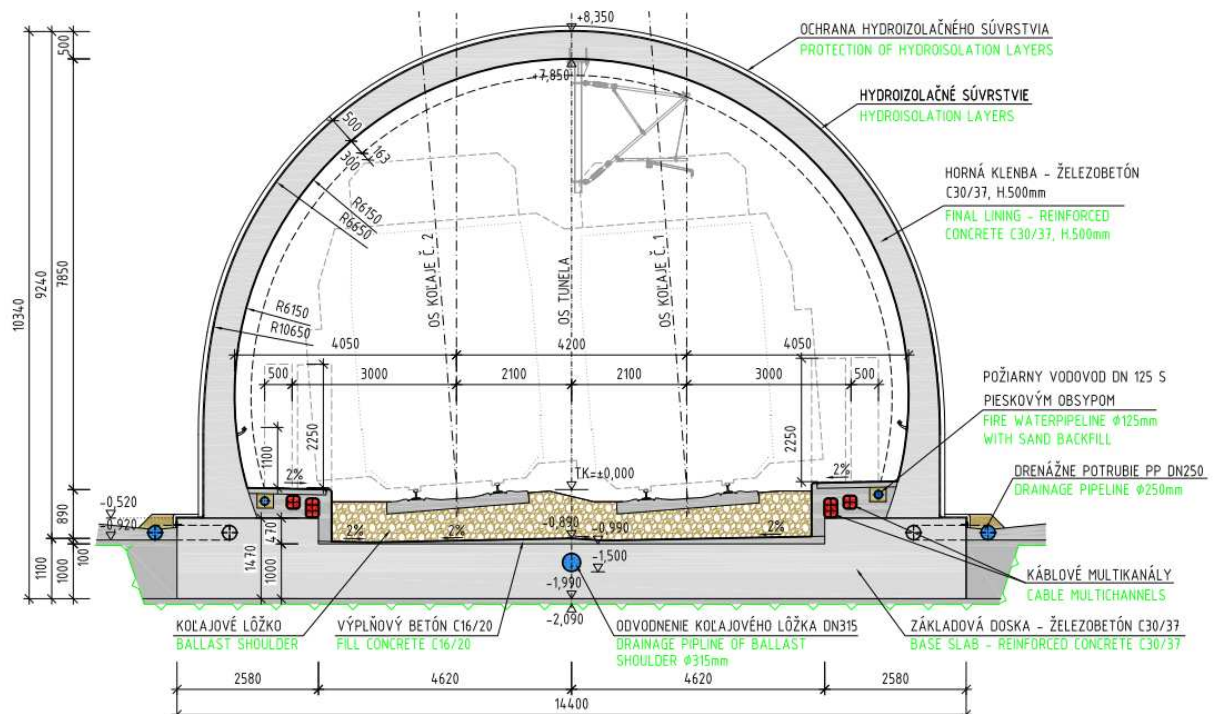 +8,350
OCHRANA HYDROIZOLAČNÉHO SÚVRSTVIA
PROTECTION OF HYDROISOLATION LAYERS
500
+7,850
HYDROIZOLAČNÉ SÚVRSTVIE
HYDROISOLATION LAYERS
500
163
300
HORNÁ KLENBA - ŽELEZOBETÓN
C30/37, H.500mm
FINAL LINING - REINFORCED
CONCRETE C30/37, H.500mm
R6150
R6650
OS KOĽAJE Č. 2
OS TUNELA
OS KOĽAJE Č. 1
10340
9240
7850
R6150
R10650
4050
4200
4050
500
3000
2100
2100
3000
500
POŽIARNY VODOVOD DN 125 S
PIESKOVÝM OBSYPOM
FIRE WATERPIPELINE Φ125mm
WITH SAND BACKFILL
1100
2250
2250
2%
TK=±0,000
2%
DRENÁŽNE POTRUBIE PP DN250
DRAINAGE PIPELINE Φ250mm
-0,520
-0,920
890
100
1100
1000
1470
470
1000
2%
2%
-0,890
-0,990
2%
-1,500
-1,990
-2,090
KÁBLOVÉ MULTIKANÁLY
CABLE MULTICHANNELS
KOĽAJOVÉ LÔŽKO
BALLAST SHOULDER
VÝPLŇOVÝ BETÓN C16/20
FILL CONCRETE C16/20
ODVODNENIE KOĽAJOVÉHO LÔŽKA DN315
DRAINAGE PIPLINE OF BALLAST
SHOULDER Φ315mm
ZÁKLADOVÁ DOSKA - ŽELEZOBETÓN C30/37
BASE SLAB - REINFORCED CONCRETE C30/37
2580
4620
4620
2580
14400